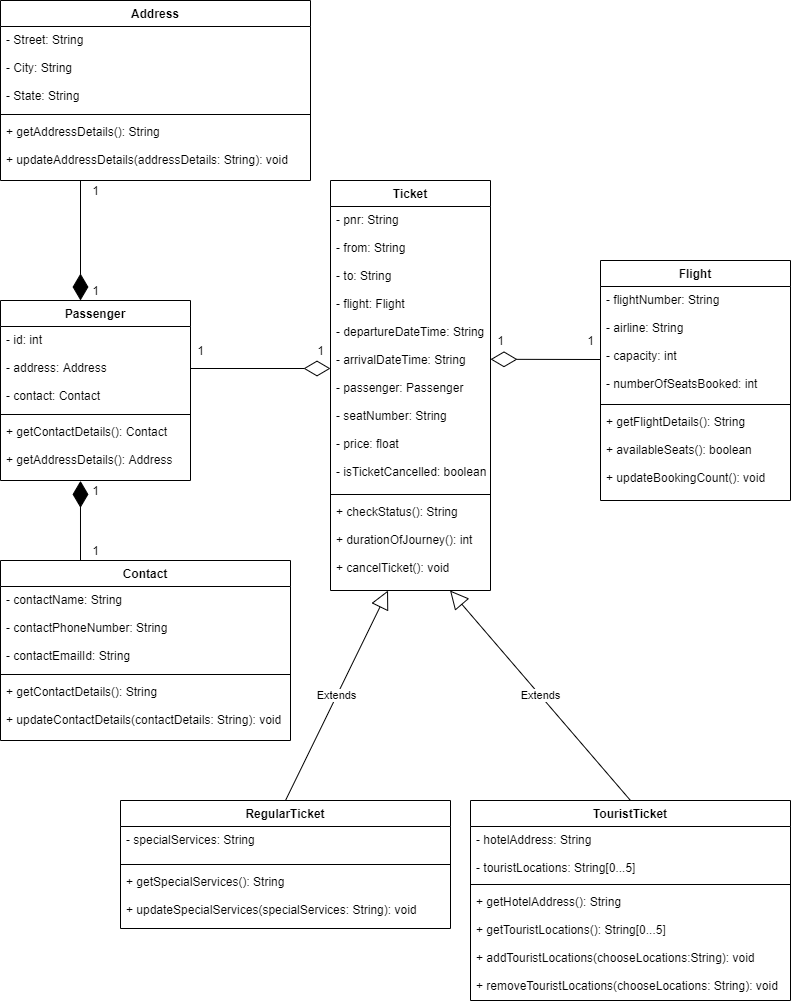 Address
- Street: String
- City: String
- State: String
+ getAddressDetails(): String
+ updateAddressDetails(addressDetails: String): void
1
1
Passenger
- id: int
- address: Address
- contact: Contact
+ getContactDetails(): Contact
+ getAddressDetails(): Address
1
1
1
1
Contact
- contactName: String
- contactPhoneNumber: String
- contactEmailId: String
+ getContactDetails(): String
+ updateContactDetails(contactDetails: String): void
Ticket
- pnr: String
- from: String
- to: String
- flight: Flight
- departureDateTime: String
- arrivalDateTime: String
- passenger: Passenger
- seatNumber: String
- price: float
- isTicketCancelled: boolean
+ checkStatus(): String
+ durationOfJourney(): int
+ cancelTicket(): void
1
1
Flight
- flightNumber: String
- airline: String
- capacity: int
- numberOfSeatsBooked: int
+ getFlightDetails(): String
+ availableSeats(): boolean
+ updateBookingCount(): void
Extends
Extends
RegularTicket
- specialServices: String
+ getSpecialServices(): String
+ updateSpecialServices(specialServices: String): void
TouristTicket
- hotelAddress: String
- touristLocations: String[0...5]
+ getHotelAddress(): String
+ getTouristLocations(): String[0...5]
+ addTouristLocations(chooseLocations:String): void
+ removeTouristLocations(chooseLocations: String): void